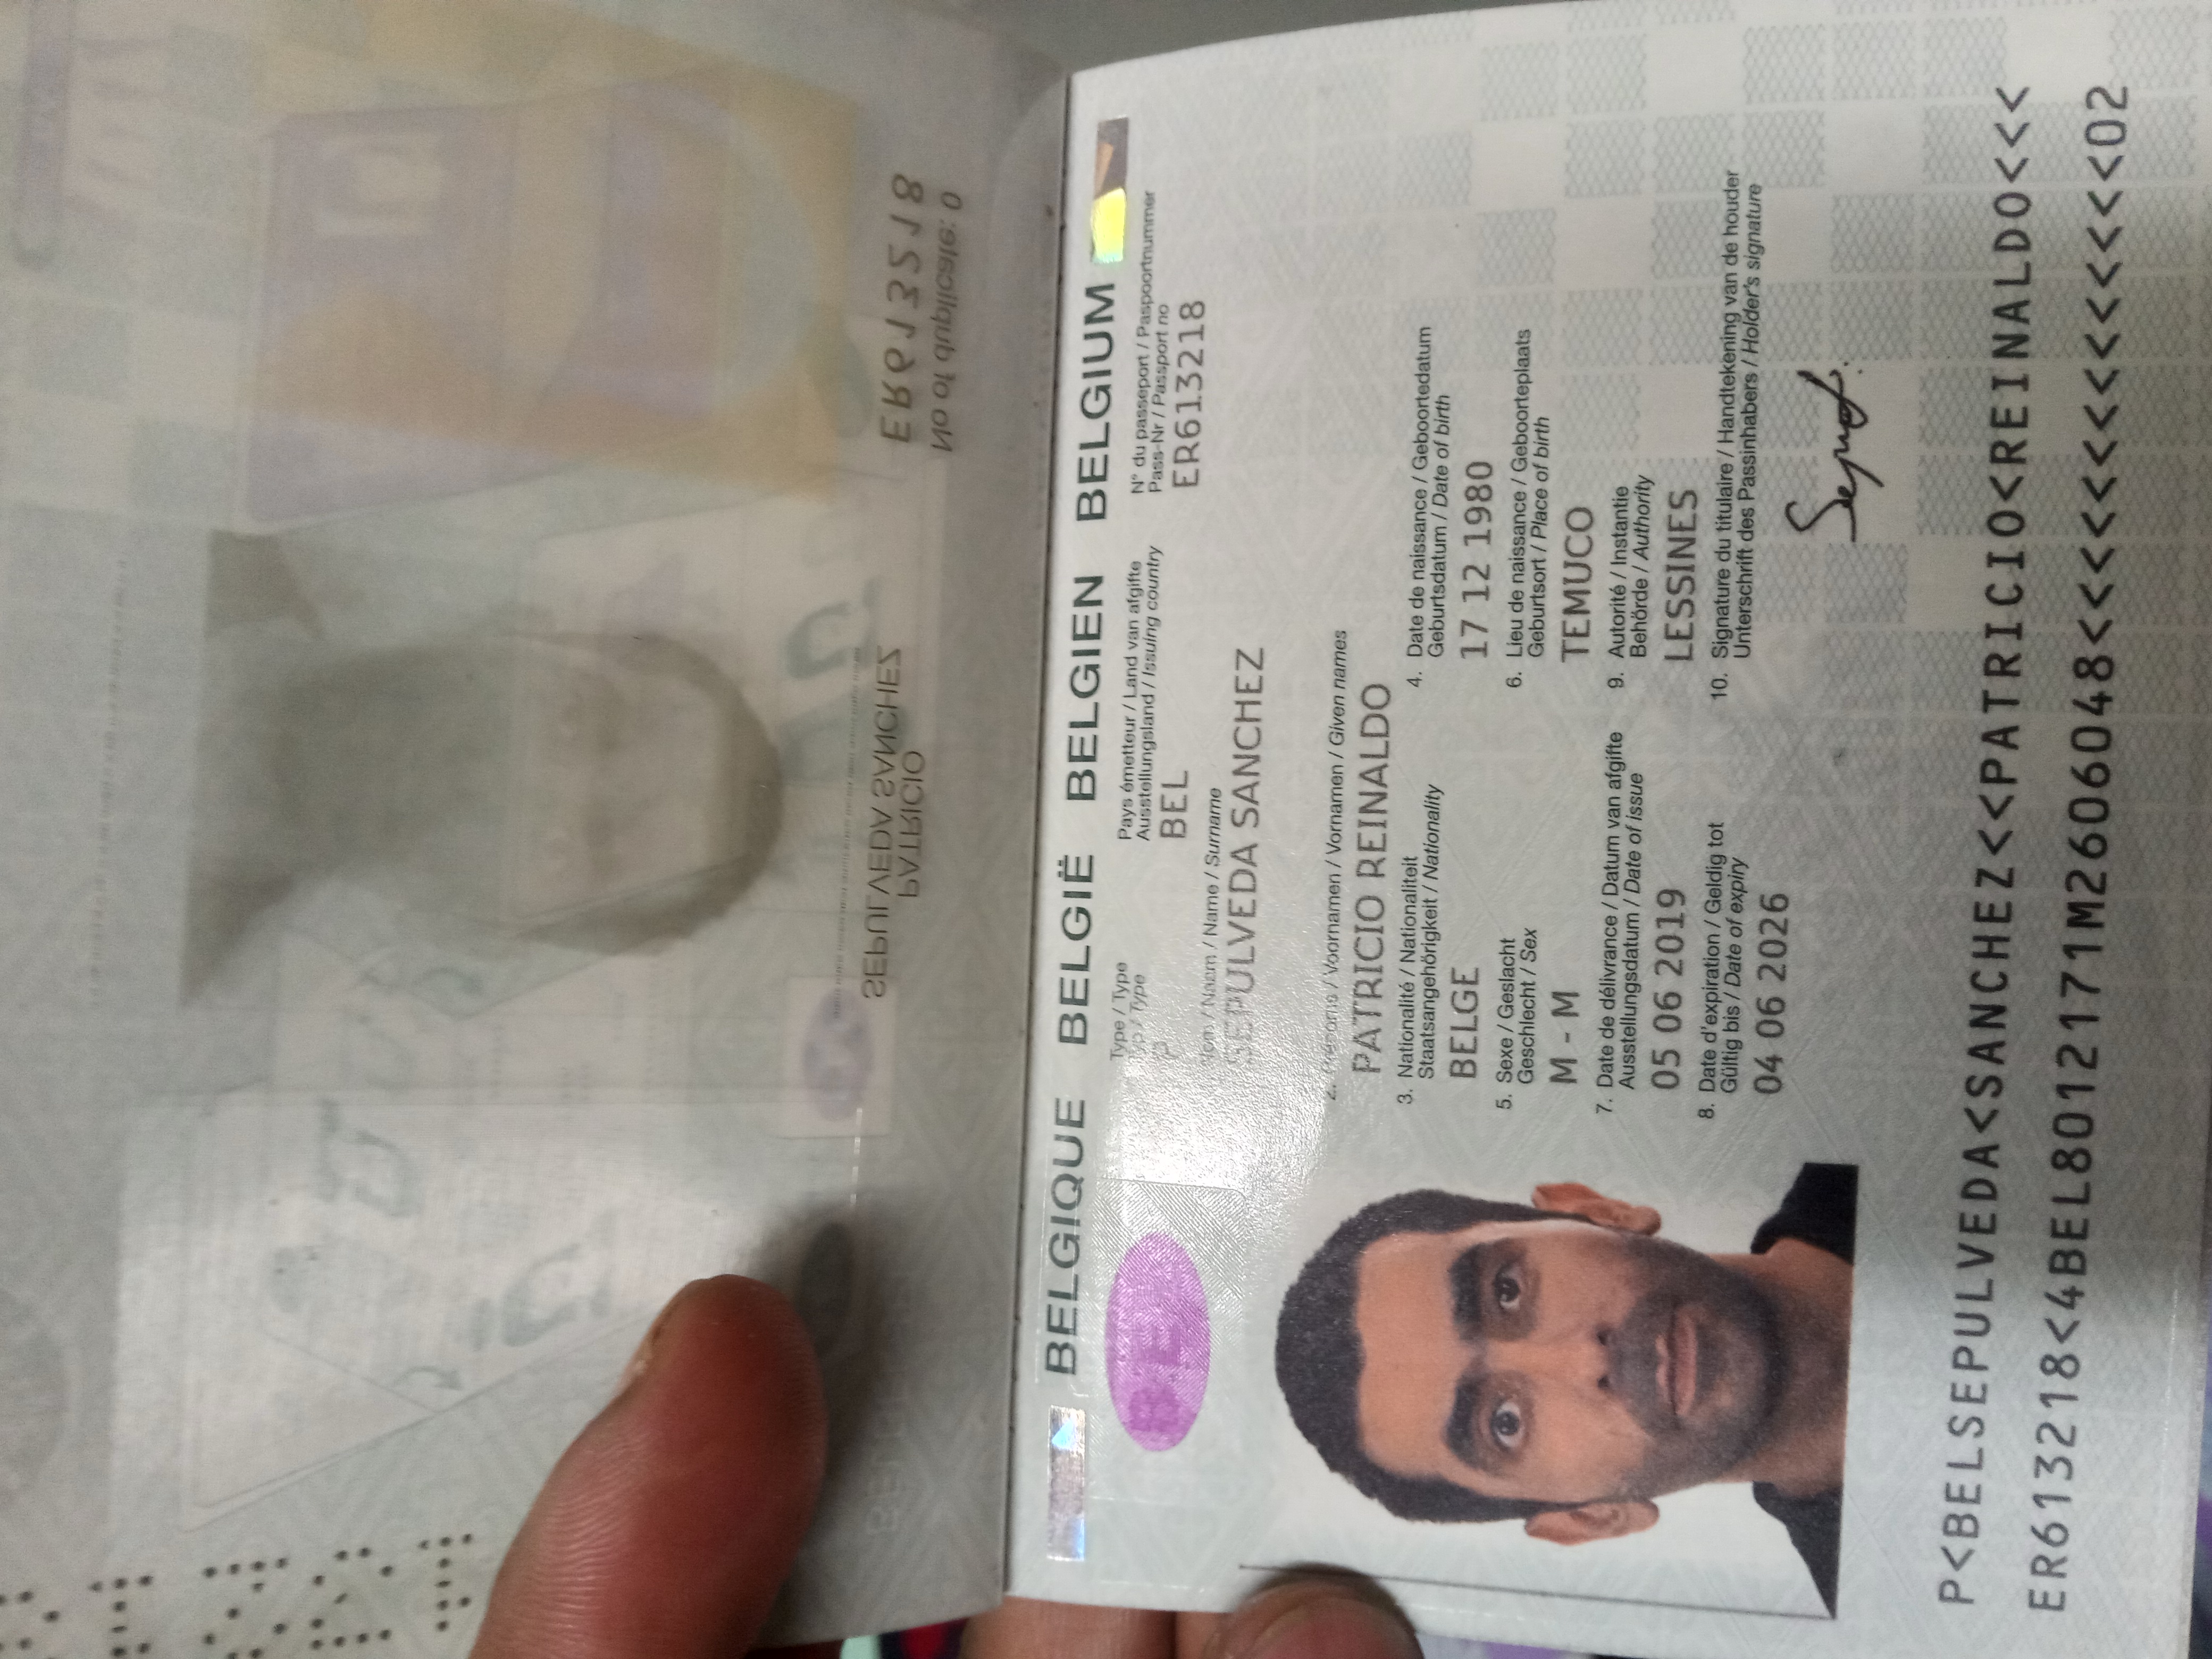 SEPULVEDA SANCHEZ
PATRICIO
ER613218
No of duplicate: 0
BELGIQUE BELGIË BELGIEN BELGIUM
Type / Type
Typ / Type
P
Pays émetteur / Land van afgifte
Ausstellungsland / Issuing country
BEL
N° du passeport / Paspoortnummer
Pass-Nr / Passport no
ER613218
Nom / Naam / Name / Surname
SEPULVEDA SANCHEZ
2. Prénoms / Voornamen / Vornamen / Given names
PATRICIO REINALDO
3. Nationalité / Nationaliteit
Staatsangehörigkeit / Nationality
BELGE
4. Date de naissance / Geboortedatum
Geburtsdatum / Date of birth
17 12 1980
5. Sexe / Geslacht
Geschlecht / Sex
M - M
6. Lieu de naissance / Geboorteplaats
Geburtsort / Place of birth
TEMUCO
7. Date de délivrance / Datum van afgifte
Ausstellungsdatum / Date of issue
05 06 2019
9. Autorité / Instantie
Behörde / Authority
LESSINES
8. Date d'expiration / Geldig tot
Gültig bis / Date of expiry
04 06 2026
10. Signature du titulaire / Handtekening van de houder
Unterschrift des Passinhabers / Holder's signature
P<BELSEPULVEDA<SANCHEZ<<PATRICIO<REINALDO<<<
ER613218<4BEL8012171M2606048<<<<<<<<<<<<<<02